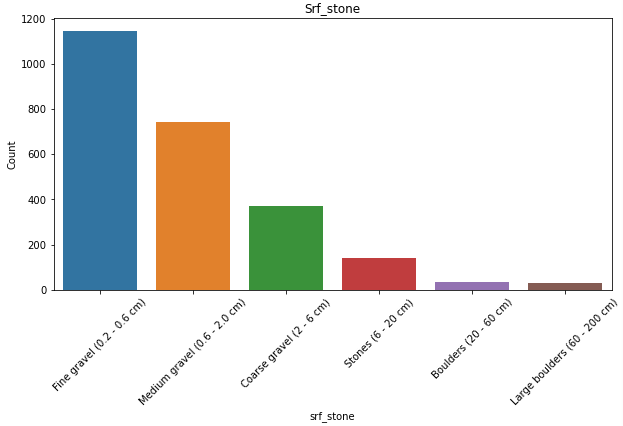 Srf_stone
1200
1000
800
600
400
200
0
Count
Fine gravel (0.2 - 0.6 cm)
Medium gravel (0.6 - 2.0 cm)
Coarse gravel (2 - 6 cm)
Stones (6 - 20 cm)
Boulders (20 - 60 cm)
Large boulders (60 - 200 cm)
srf_stone